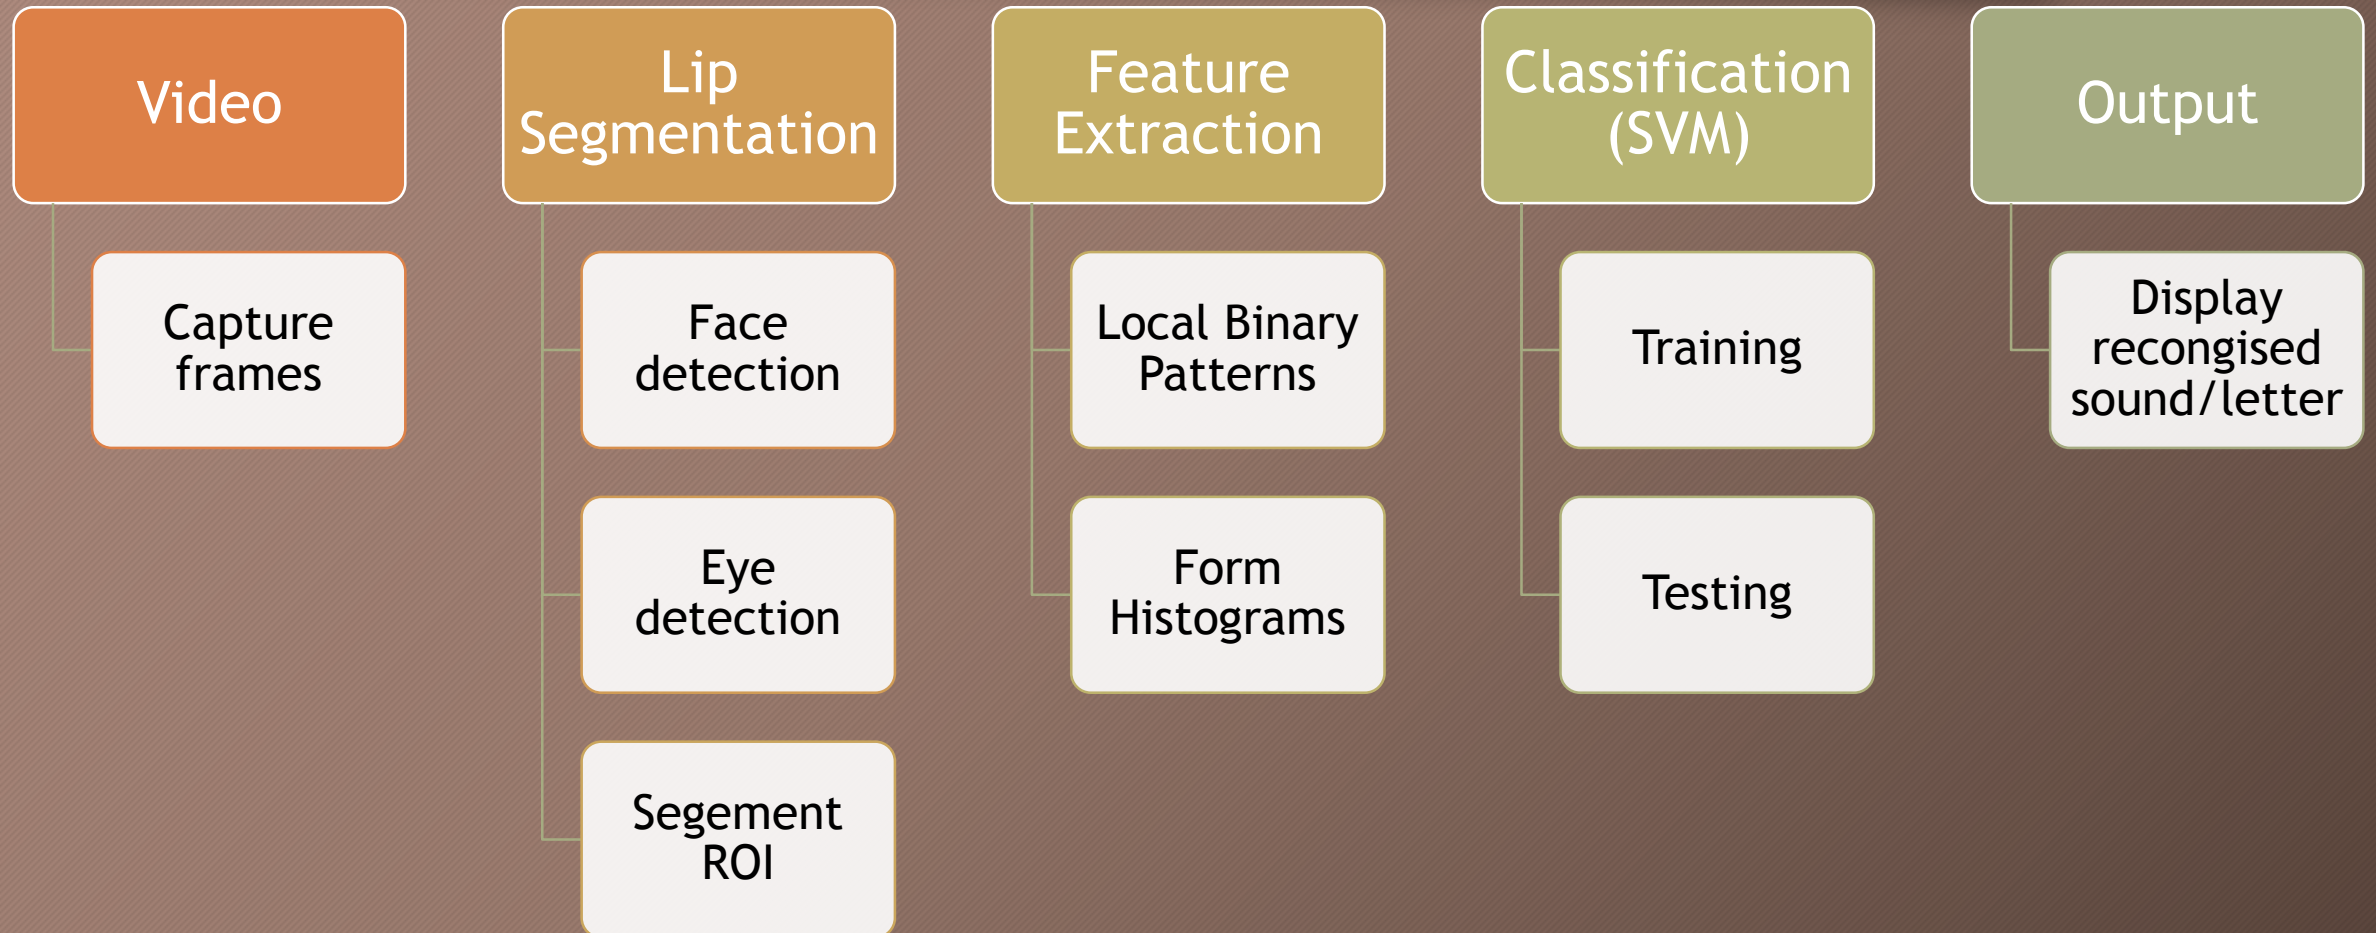 Video
Capture
frames
Lip
Segmentation
Face
detection
Eye
detection
Segement
ROI
Feature
Extraction
Local Binary
Patterns
Form
Histograms
Classification
(SVM)
Training
Testing
Output
Display
recongised
sound/letter